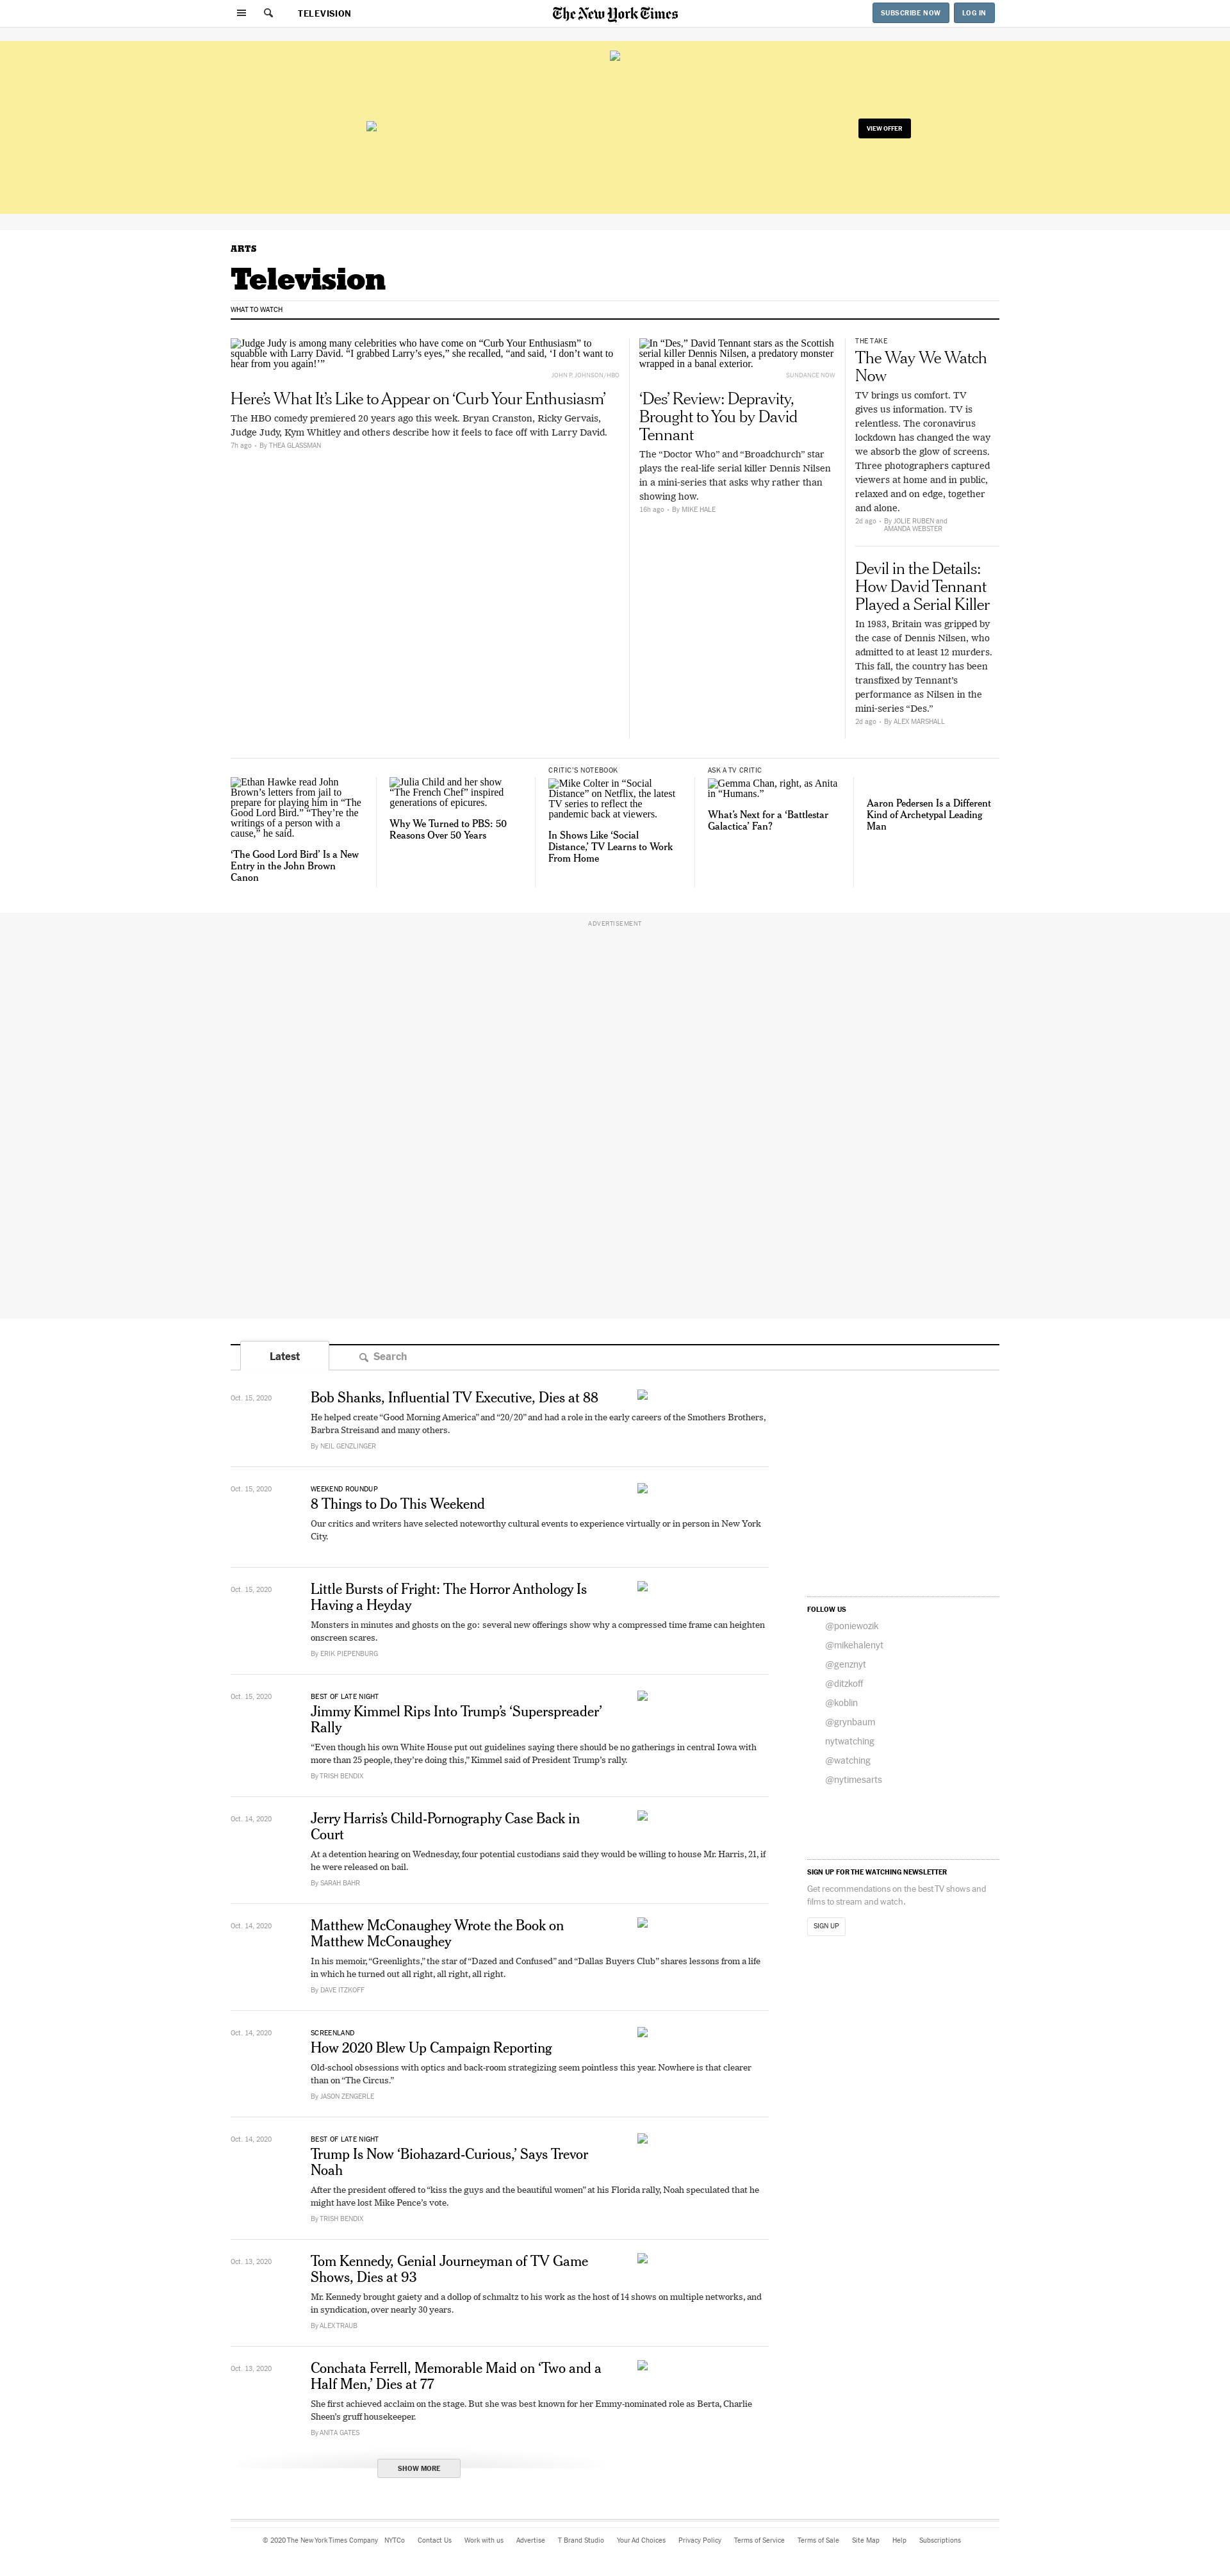 TELEVISION
The New York Times
SUBSCRIBE NOW
LOG IN
VIEW OFFER
ARTS
Television
WHAT TO WATCH
Judge Judy is among many celebrities who have come on “Curb Your Enthusiasm” to
squabble with Larry David. “I grabbed Larry’s eyes,” she recalled, “and said, ‘I don’t want to
hear from you again!’”
JOHN P. JOHNSON/HBO
Here’s What It’s Like to Appear on ‘Curb Your Enthusiasm’
The HBO comedy premiered 20 years ago this week. Bryan Cranston, Ricky Gervais,
Judge Judy, Kym Whitley and others describe how it feels to face off with Larry David.
7h ago · By THEA GLASSMAN
In “Des,” David Tennant stars as the Scottish
serial killer Dennis Nilsen, a predatory monster
wrapped in a banal exterior.
SUNDANCE NOW
‘Des’ Review: Depravity,
Brought to You by David
Tennant
The “Doctor Who” and “Broadchurch” star
plays the real-life serial killer Dennis Nilsen
in a mini-series that asks why rather than
showing how.
16h ago · By MIKE HALE
THE TAKE
The Way We Watch
Now
TV brings us comfort. TV
gives us information. TV is
relentless. The coronavirus
lockdown has changed the way
we absorb the glow of screens.
Three photographers captured
viewers at home and in public,
relaxed and on edge, together
and alone.
2d ago · By JOLIE RUBEN and
AMANDA WEBSTER
Devil in the Details:
How David Tennant
Played a Serial Killer
In 1983, Britain was gripped by
the case of Dennis Nilsen, who
admitted to at least 12 murders.
This fall, the country has been
transfixed by Tennant’s
performance as Nilsen in the
mini-series “Des.”
2d ago · By ALEX MARSHALL
Ethan Hawke read John
Brown’s letters from jail to
prepare for playing him in “The
Good Lord Bird.” “They’re the
writings of a person with a
cause,” he said.
‘The Good Lord Bird’ Is a New
Entry in the John Brown
Canon
Julia Child and her show
“The French Chef” inspired
generations of epicures.
Why We Turned to PBS: 50
Reasons Over 50 Years
CRITIC’S NOTEBOOK
Mike Colter in “Social
Distance” on Netflix, the latest
TV series to reflect the
pandemic back at viewers.
In Shows Like ‘Social
Distance,’ TV Learns to Work
From Home
ASK A TV CRITIC
Gemma Chan, right, as Anita
in “Humans.”
What’s Next for a ‘Battlestar
Galactica’ Fan?
Aaron Pedersen Is a Different
Kind of Archetypal Leading
Man
ADVERTISEMENT
Latest
Search
Oct. 15, 2020
Bob Shanks, Influential TV Executive, Dies at 88
He helped create “Good Morning America” and “20/20” and had a role in the early careers of the Smothers Brothers,
Barbra Streisand and many others.
By NEIL GENZLINGER
Oct. 15, 2020
WEEKEND ROUNDUP
8 Things to Do This Weekend
Our critics and writers have selected noteworthy cultural events to experience virtually or in person in New York
City.
Oct. 15, 2020
Little Bursts of Fright: The Horror Anthology Is
Having a Heyday
Monsters in minutes and ghosts on the go: several new offerings show why a compressed time frame can heighten
onscreen scares.
By ERIK PIEPENBURG
Oct. 15, 2020
BEST OF LATE NIGHT
Jimmy Kimmel Rips Into Trump’s ‘Superspreader’
Rally
“Even though his own White House put out guidelines saying there should be no gatherings in central Iowa with
more than 25 people, they’re doing this,” Kimmel said of President Trump’s rally.
By TRISH BENDIX
Oct. 14, 2020
Jerry Harris’s Child-Pornography Case Back in
Court
At a detention hearing on Wednesday, four potential custodians said they would be willing to house Mr. Harris, 21, if
he were released on bail.
By SARAH BAHR
Oct. 14, 2020
Matthew McConaughey Wrote the Book on
Matthew McConaughey
In his memoir, “Greenlights,” the star of “Dazed and Confused” and “Dallas Buyers Club” shares lessons from a life
in which he turned out all right, all right, all right.
By DAVE ITZKOFF
Oct. 14, 2020
SCREENLAND
How 2020 Blew Up Campaign Reporting
Old-school obsessions with optics and back-room strategizing seem pointless this year. Nowhere is that clearer
than on “The Circus.”
By JASON ZENGERLE
Oct. 14, 2020
BEST OF LATE NIGHT
Trump Is Now ‘Biohazard-Curious,’ Says Trevor
Noah
After the president offered to “kiss the guys and the beautiful women” at his Florida rally, Noah speculated that he
might have lost Mike Pence’s vote.
By TRISH BENDIX
Oct. 13, 2020
Tom Kennedy, Genial Journeyman of TV Game
Shows, Dies at 93
Mr. Kennedy brought gaiety and a dollop of schmaltz to his work as the host of 14 shows on multiple networks, and
in syndication, over nearly 30 years.
By ALEX TRAUB
Oct. 13, 2020
Conchata Ferrell, Memorable Maid on ‘Two and a
Half Men,’ Dies at 77
She first achieved acclaim on the stage. But she was best known for her Emmy-nominated role as Berta, Charlie
Sheen’s gruff housekeeper.
By ANITA GATES
SHOW MORE
FOLLOW US
@poniewozik
@mikehalenyt
@genznyt
@ditzkoff
@koblin
@grynbaum
nytwatching
@watching
@nytimesarts
SIGN UP FOR THE WATCHING NEWSLETTER
Get recommendations on the best TV shows and
films to stream and watch.
SIGN UP
© 2020 The New York Times Company NYTCo Contact Us Work with us Advertise T Brand Studio Your Ad Choices Privacy Policy Terms of Service Terms of Sale Site Map Help Subscriptions